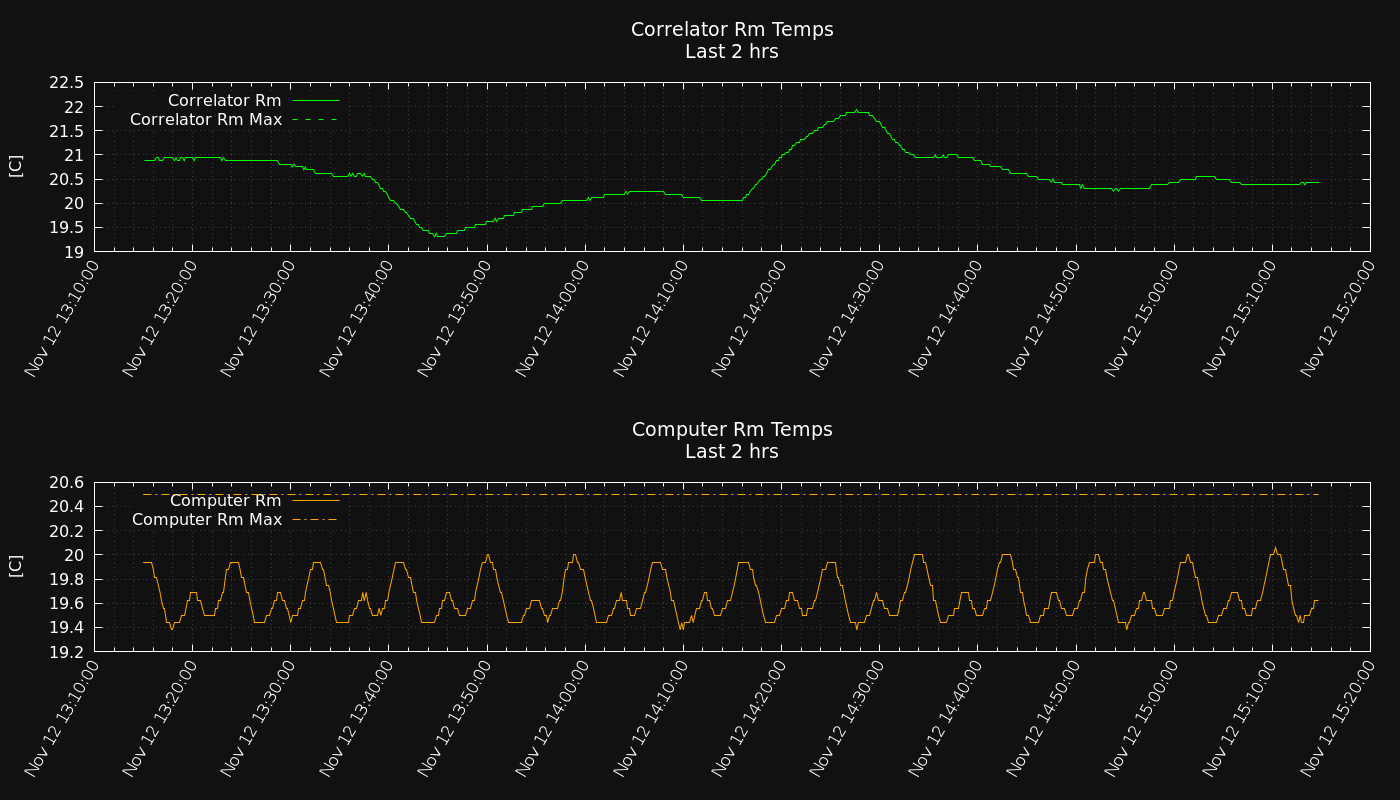 Correlator Rm Temps
Last 2 hrs
22.5
22
21.5
21
20.5
20
19.5
19
[C]
Correlator Rm
Correlator Rm Max
Nov 12 13:10:00
Nov 12 13:20:00
Nov 12 13:30:00
Nov 12 13:40:00
Nov 12 13:50:00
Nov 12 14:00:00
Nov 12 14:10:00
Nov 12 14:20:00
Nov 12 14:30:00
Nov 12 14:40:00
Nov 12 14:50:00
Nov 12 15:00:00
Nov 12 15:10:00
Nov 12 15:20:00
Computer Rm Temps
Last 2 hrs
20.6
20.4
20.2
20
19.8
19.6
19.4
19.2
[C]
Computer Rm
Computer Rm Max
Nov 12 13:10:00
Nov 12 13:20:00
Nov 12 13:30:00
Nov 12 13:40:00
Nov 12 13:50:00
Nov 12 14:00:00
Nov 12 14:10:00
Nov 12 14:20:00
Nov 12 14:30:00
Nov 12 14:40:00
Nov 12 14:50:00
Nov 12 15:00:00
Nov 12 15:10:00
Nov 12 15:20:00